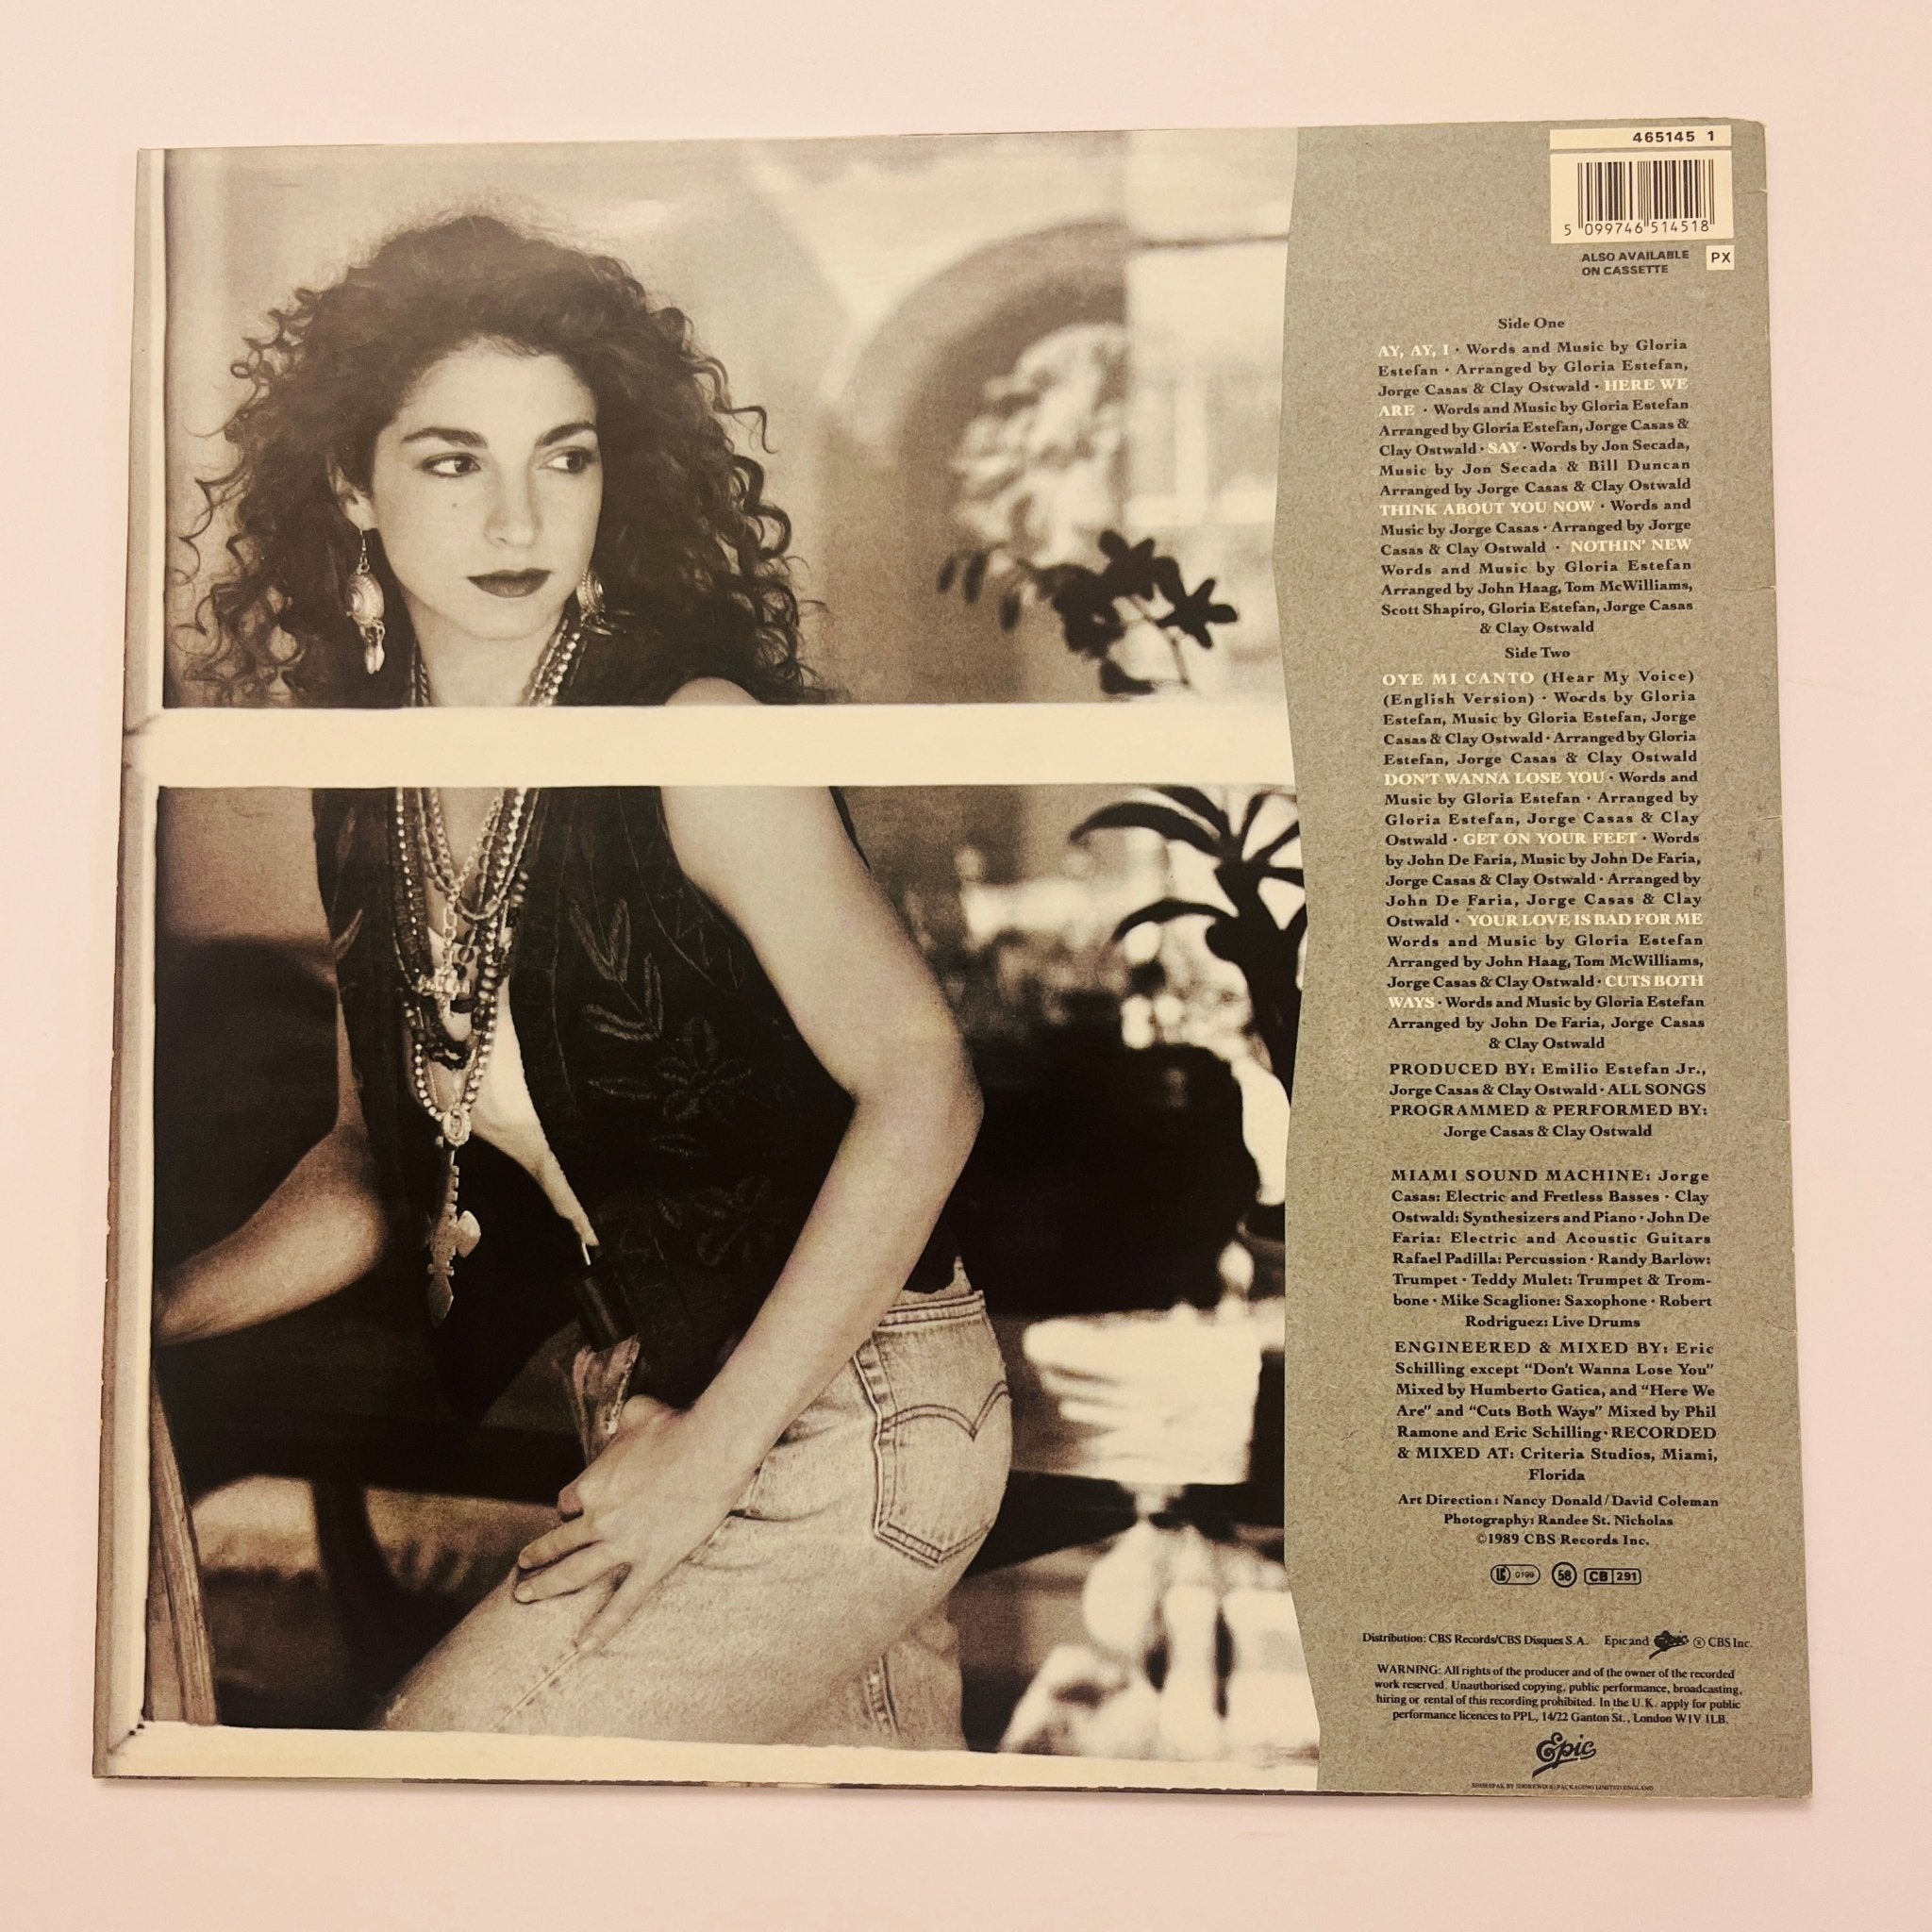 465145 1
5 099746 514518
ALSO AVAILABLE
ON CASSETTE
PX
Side One
AY, AY, I · Words and Music by Gloria
Estefan · Arranged by Gloria Estefan,
Jorge Casas & Clay Ostwald · HERE WE
ARE · Words and Music by Gloria Estefan
Arranged by Gloria Estefan, Jorge Casas &
Clay Ostwald · SAY · Words by Jon Secada,
Music by Jon Secada & Bill Duncan
Arranged by Jorge Casas & Clay Ostwald
THINK ABOUT YOU NOW · Words and
Music by Jorge Casas · Arranged by Jorge
Casas & Clay Ostwald · NOTHIN' NEW
Words and Music by Gloria Estefan
Arranged by John Haag, Tom McWilliams,
Scott Shapiro, Gloria Estefan, Jorge Casas
& Clay Ostwald
Side Two
OYE MI CANTO (Hear My Voice)
(English Version) · Words by Gloria
Estefan, Music by Gloria Estefan, Jorge
Casas & Clay Ostwald · Arranged by Gloria
Estefan, Jorge Casas & Clay Ostwald
DON'T WANNA LOSE YOU · Words and
Music by Gloria Estefan · Arranged by
Gloria Estefan, Jorge Casas & Clay
Ostwald · GET ON YOUR FEET · Words
by John De Faria, Music by John De Faria,
Jorge Casas & Clay Ostwald · Arranged by
John De Faria, Jorge Casas & Clay
Ostwald · YOUR LOVE IS BAD FOR ME
Words and Music by Gloria Estefan
Arranged by John Haag, Tom McWilliams,
Jorge Casas & Clay Ostwald · CUTS BOTH
WAYS · Words and Music by Gloria Estefan
Arranged by John De Faria, Jorge Casas
& Clay Ostwald
PRODUCED BY: Emilio Estefan Jr.,
Jorge Casas & Clay Ostwald · ALL SONGS
PROGRAMMED & PERFORMED BY:
Jorge Casas & Clay Ostwald
MIAMI SOUND MACHINE: Jorge
Casas: Electric and Fretless Basses · Clay
Ostwald: Synthesizers and Piano · John De
Faria: Electric and Acoustic Guitars
Rafael Padilla: Percussion · Randy Barlow:
Trumpet · Teddy Mulet: Trumpet & Trom-
bone · Mike Scaglione: Saxophone · Robert
Rodriguez: Live Drums
ENGINEERED & MIXED BY: Eric
Schilling except "Don't Wanna Lose You"
Mixed by Humberto Gatica, and "Here We
Are" and "Cuts Both Ways" Mixed by Phil
Ramone and Eric Schilling · RECORDED
& MIXED AT: Criteria Studios, Miami,
Florida
Art Direction: Nancy Donald/David Coleman
Photography: Randee St. Nicholas
©1989 CBS Records Inc.
LC 0199 58 CB 291
Distribution: CBS Records/CBS Disques S.A. Epic and Epic ® CBS Inc.
WARNING: All rights of the producer and of the owner of the recorded
work reserved. Unauthorised copying, public performance, broadcasting,
hiring or rental of this recording prohibited. In the U.K. apply for public
performance licences to PPL, 14/22 Ganton St., London W1V 1LB.
Epic
SHOREPAK BY SHOREWOOD PACKAGING LIMITED ENGLAND